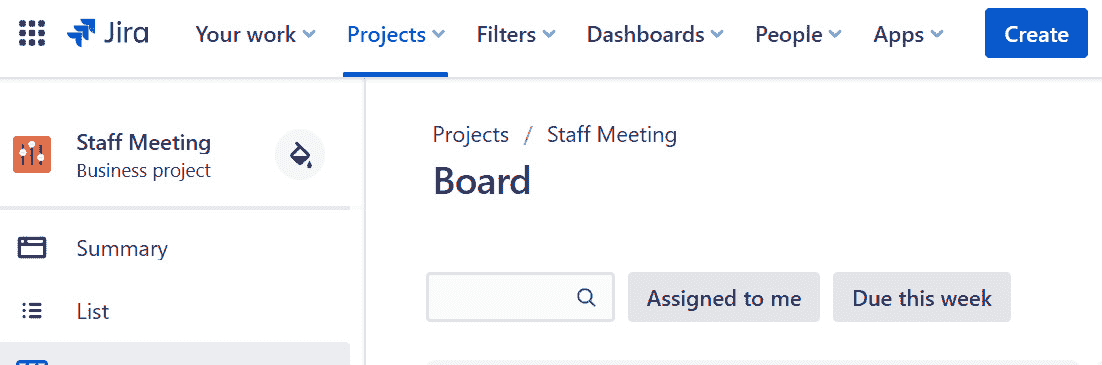 Jira Your work Projects Filters Dashboards People Apps Create
Staff Meeting
Business project
Summary
List
Projects / Staff Meeting
Board
Assigned to me Due this week